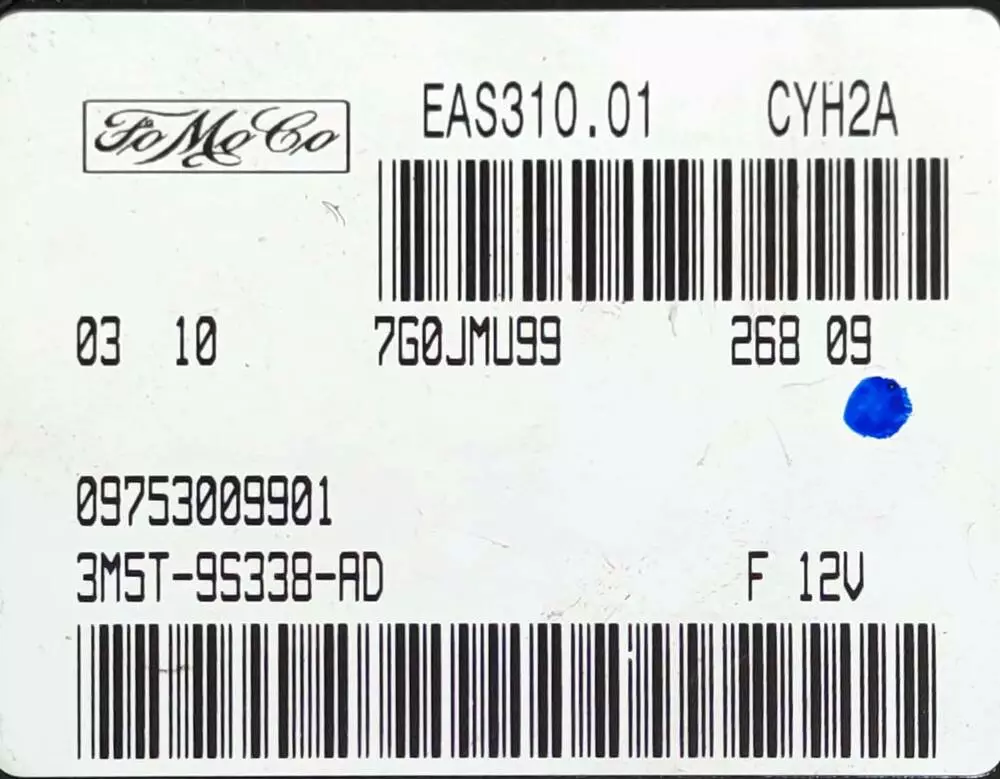 EAS310.01 CYH2A
FoMoCo
03 10 7G0JMU99 268 09
09753009901
3M5T-9S338-AD F 12V